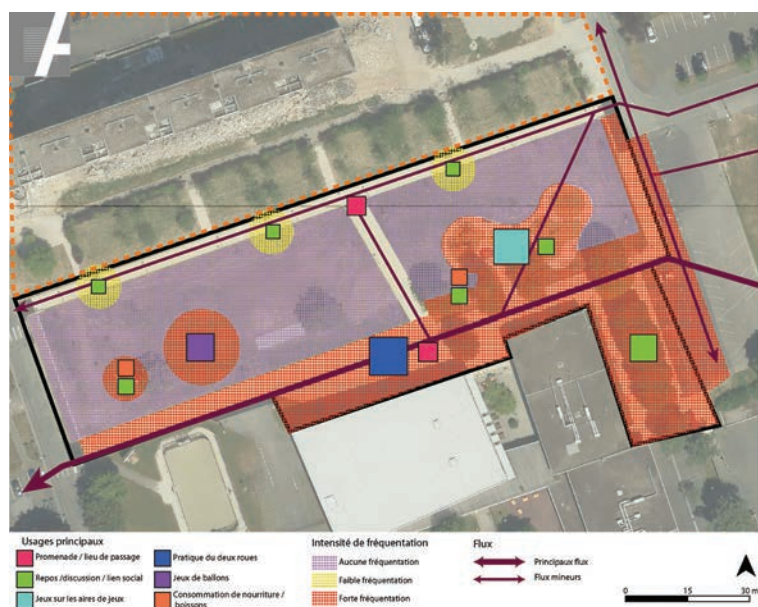 Usages principaux
Promenade / lieu de passage
Repos /discussion / lien social
Jeux sur les aires de jeux
Pratique du deux roues
Jeux de ballons
Consommation de nourriture /
boissons
Intensité de fréquentation
Aucune fréquentation
Faible fréquentation
Forte fréquentation
Flux
Principaux flux
Flux mineurs
0 15 30 m